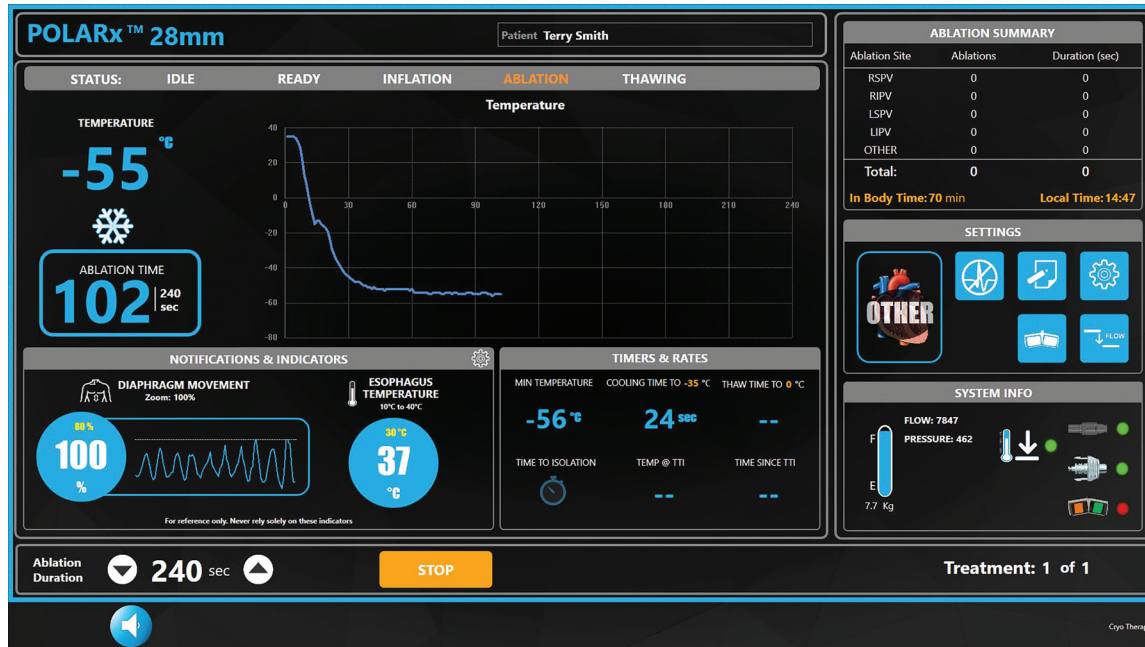 POLARx™ 28mm
Patient Terry Smith
STATUS: IDLE READY INFLATION ABLATION THAWING
TEMPERATURE
-55 °C
ABLATION TIME
102 240 sec
Temperature
40
20
0
-20
-40
-60
-80
0 30 60 90 120 150 180 210 240
NOTIFICATIONS & INDICATORS
DIAPHRAGM MOVEMENT
Zoom: 100%
60 %
100
%
ESOPHAGUS
TEMPERATURE
10°C to 40°C
30 °C
37
°C
For reference only. Never rely solely on these indicators
TIMERS & RATES
MIN TEMPERATURE COOLING TIME TO -35 °C THAW TIME TO 0 °C
-56 °C 24 sec --
TIME TO ISOLATION TEMP @ TTI TIME SINCE TTI
-- --
ABLATION SUMMARY
Ablation Site Ablations Duration (sec)
RSPV 0 0
RIPV 0 0
LSPV 0 0
LIPV 0 0
OTHER 0 0
Total: 0 0
In Body Time: 70 min Local Time: 14:47
SETTINGS
OTHER
FLOW
SYSTEM INFO
FLOW: 7847
PRESSURE: 462
F
E
7.7 Kg
Ablation
Duration
240 sec
STOP
Treatment: 1 of 1
Cryo Therap